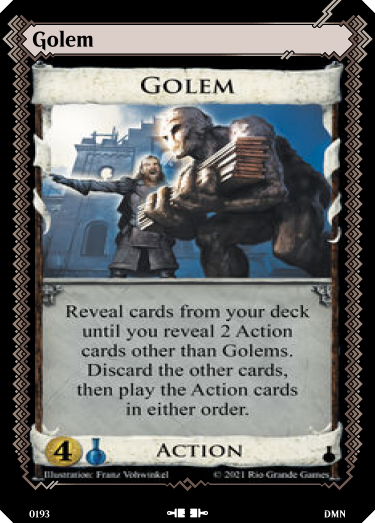 Golem
GOLEM
Reveal cards from your deck
until you reveal 2 Action
cards other than Golems.
Discard the other cards,
then play the Action cards
in either order.
4
ACTION
Illustration: Franz Vohwinkel
© 2021 Rio Grande Games
0193
DMN